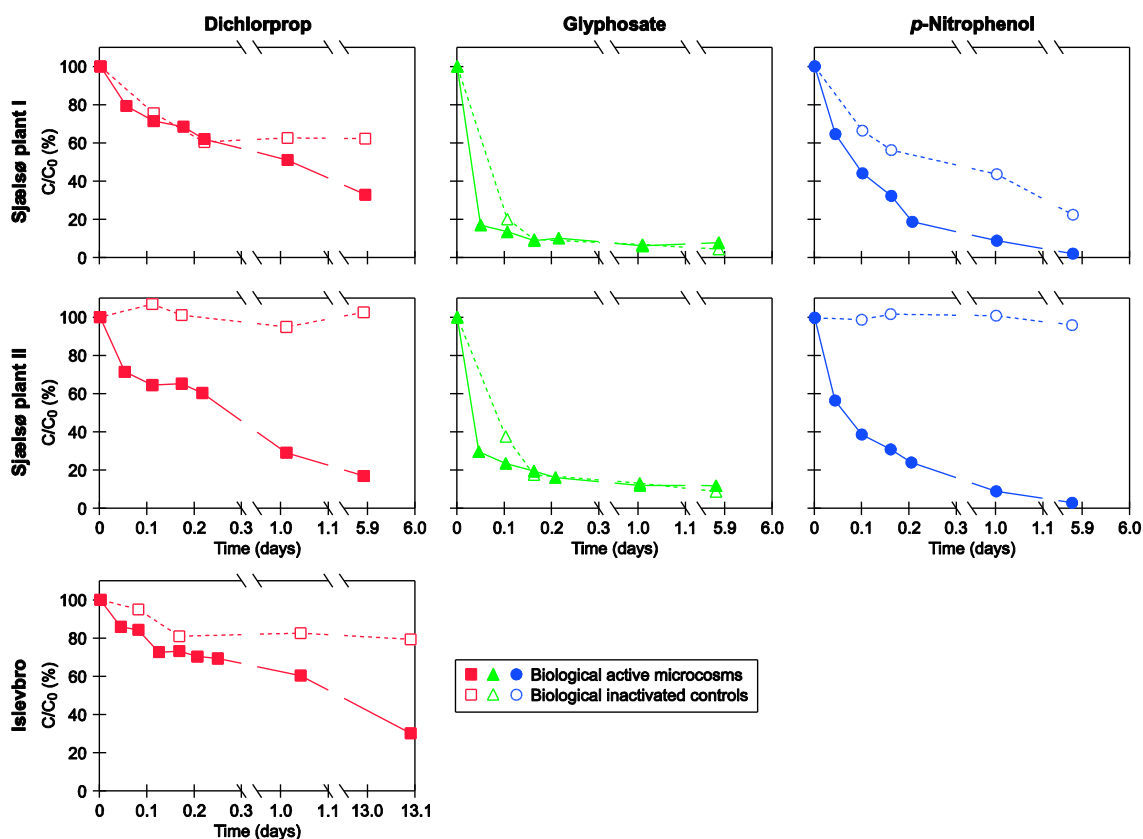 Dichlorprop
Glyphosate
p-Nitrophenol
Sjælsø plant I
C/C0 (%)
100
80
60
40
20
0
Sjælsø plant II
C/C0 (%)
100
80
60
40
20
0
0 0.1 0.2 0.3 1.0 1.1 5.9 6.0
Time (days)
0 0.1 0.2 0.3 1.0 1.1 5.9 6.0
Time (days)
0 0.1 0.2 0.3 1.0 1.1 5.9 6.0
Time (days)
Islevbro
C/C0 (%)
100
80
60
40
20
0
0 0.1 0.2 0.3 1.0 1.1 13.0 13.1
Time (days)
Biological active microcosms
Biological inactivated controls